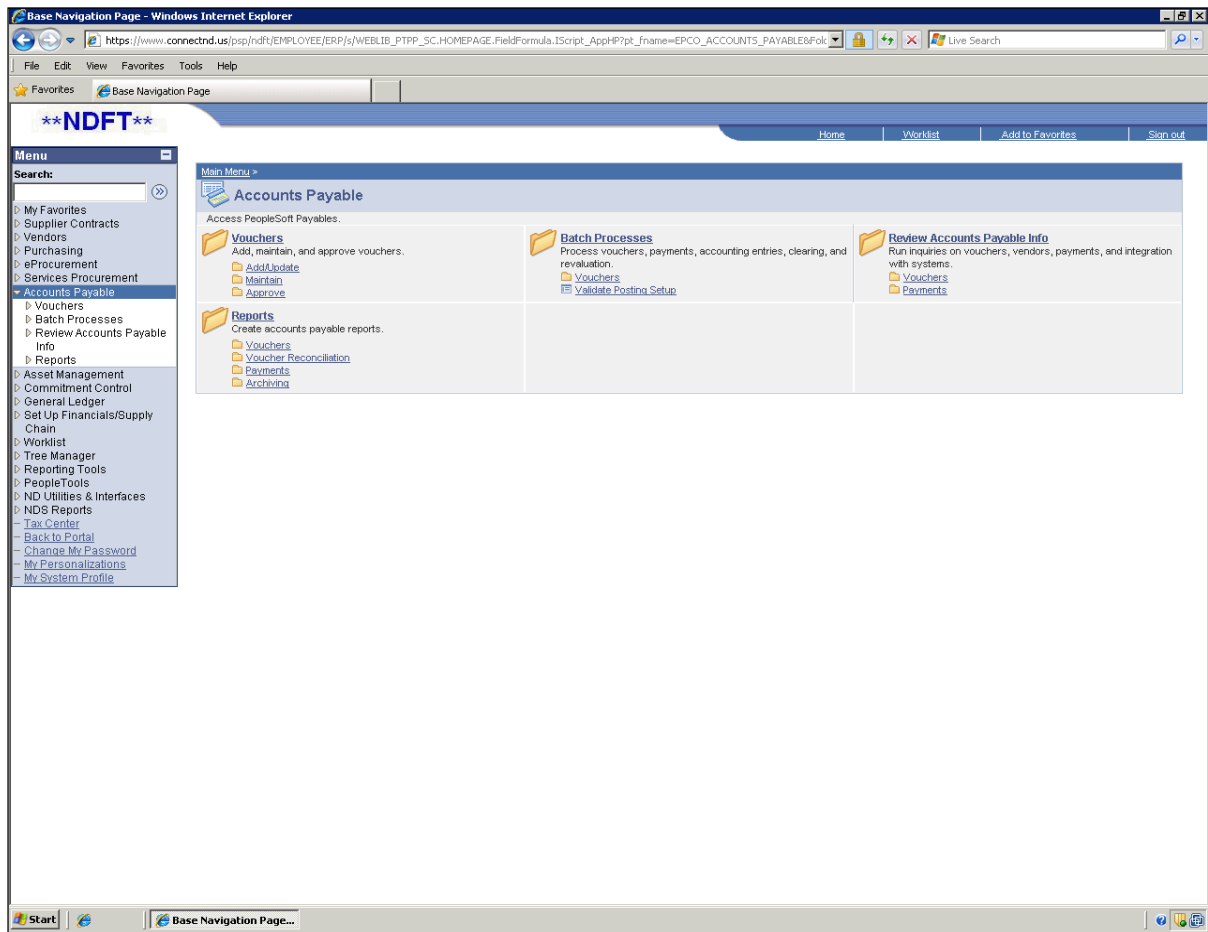 Base Navigation Page - Windows Internet Explorer
https://www.connectnd.us/psp/ndft/EMPLOYEE/ERP/s/WEBLIB_PTPP_SC.HOMEPAGE.FieldFormula.IScript_AppHP?pt_fname=EPCO_ACCOUNTS_PAYABLE&Fol
Live Search
File Edit View Favorites Tools Help
Favorites Base Navigation Page
**NDFT**
Home Worklist Add to Favorites Sign out
Menu
Search:
My Favorites
Supplier Contracts
Vendors
Purchasing
eProcurement
Services Procurement
Accounts Payable
Vouchers
Batch Processes
Review Accounts Payable
Info
Reports
Asset Management
Commitment Control
General Ledger
Set Up Financials/Supply
Chain
Worklist
Tree Manager
Reporting Tools
PeopleTools
ND Utilities & Interfaces
NDS Reports
Tax Center
Back to Portal
Change My Password
My Personalizations
My System Profile
Main Menu >
Accounts Payable
Access PeopleSoft Payables.
Vouchers
Add, maintain, and approve vouchers.
Add/Update
Maintain
Approve
Batch Processes
Process vouchers, payments, accounting entries, clearing, and
revaluation.
Vouchers
Validate Posting Setup
Review Accounts Payable Info
Run inquiries on vouchers, vendors, payments, and integration
with systems.
Vouchers
Payments
Reports
Create accounts payable reports.
Vouchers
Voucher Reconciliation
Payments
Archiving
Start Base Navigation Page...